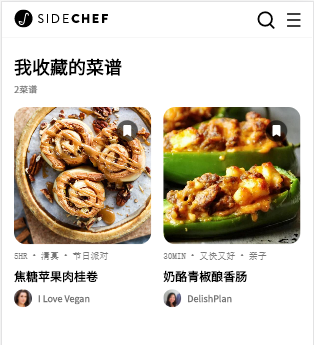 SIDECHEF
我收藏的菜谱
2菜谱
5HR • 清真 • 节日派对
30MIN • 又快又好 • 亲子
焦糖苹果肉桂卷
奶酪青椒酿香肠
I Love Vegan
DelishPlan